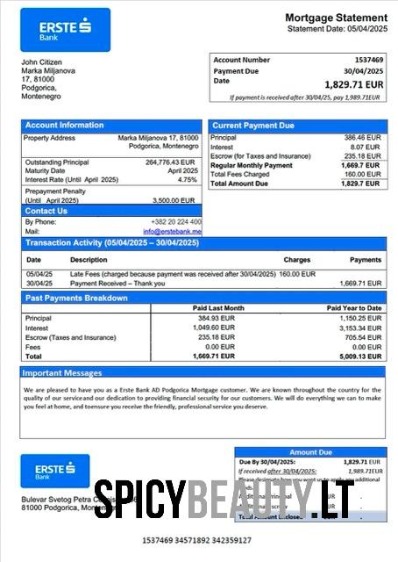 ERSTE
Bank
Mortgage Statement
Statement Date: 05/04/2025
John Citizen
Marka Miljanova
17, 81000
Podgorica,
Montenegro
Account Number 1537469
Payment Due 30/04/2025
Date 1,829.71 EUR
If payment is received after 30/04/25, pay 1,989.71EUR
Account Information
Property Address Marka Miljanova 17, 81000
Podgorica, Montenegro
Outstanding Principal 264,776.43 EUR
Maturity Date April 2025
Interest Rate (Until April 2025) 4.75%
Prepayment Penalty
(Until April 2025) 3,500.00 EUR
Contact Us
By Phone: +382 20 224 400
Mail: info@erstebank.me
Current Payment Due
Principal 386.46 EUR
Interest 8.07 EUR
Escrow (for Taxes and Insurance) 235.18 EUR
Regular Monthly Payment 1,669.7 EUR
Total Fees Charged 160.00 EUR
Total Amount Due 1,829.7 EUR
Transaction Activity (05/04/2025 – 30/04/2025)
Date Description Charges Payments
05/04/25 Late Fees (charged because payment was received after 30/04/2025) 160.00 EUR
30/04/25 Payment Received – Thank you 1,669.71 EUR
Past Payments Breakdown
Paid Last Month Paid Year to Date
Principal 384.93 EUR 1,150.25 EUR
Interest 1,049.60 EUR 3,153.34 EUR
Escrow (Taxes and Insurance) 235.18 EUR 705.54 EUR
Fees 0.00 EUR 0.00 EUR
Total 1,669.71 EUR 5,009.13 EUR
Important Messages
We are pleased to have you as a Erste Bank AD Podgorica Mortgage customer. We are known throughout the country for the
quality of our serviceand our dedication to providing financial security for our customers. We will do everything we can to make
you feel at home, and toensure you receive the friendly, professional service you deserve.
ERSTE
Bank
Bulevar Svetog Petra
81000 Podgorica,
Amount Due
Due By 30/04/2025: 1,829.71 EUR
If received after 30/04/2025: 1,989.71EUR
Please designate how you want us to apply any additional
Total Amount Enclosed
SPICYBEAUTY.LT
1537469 34571892 342359127